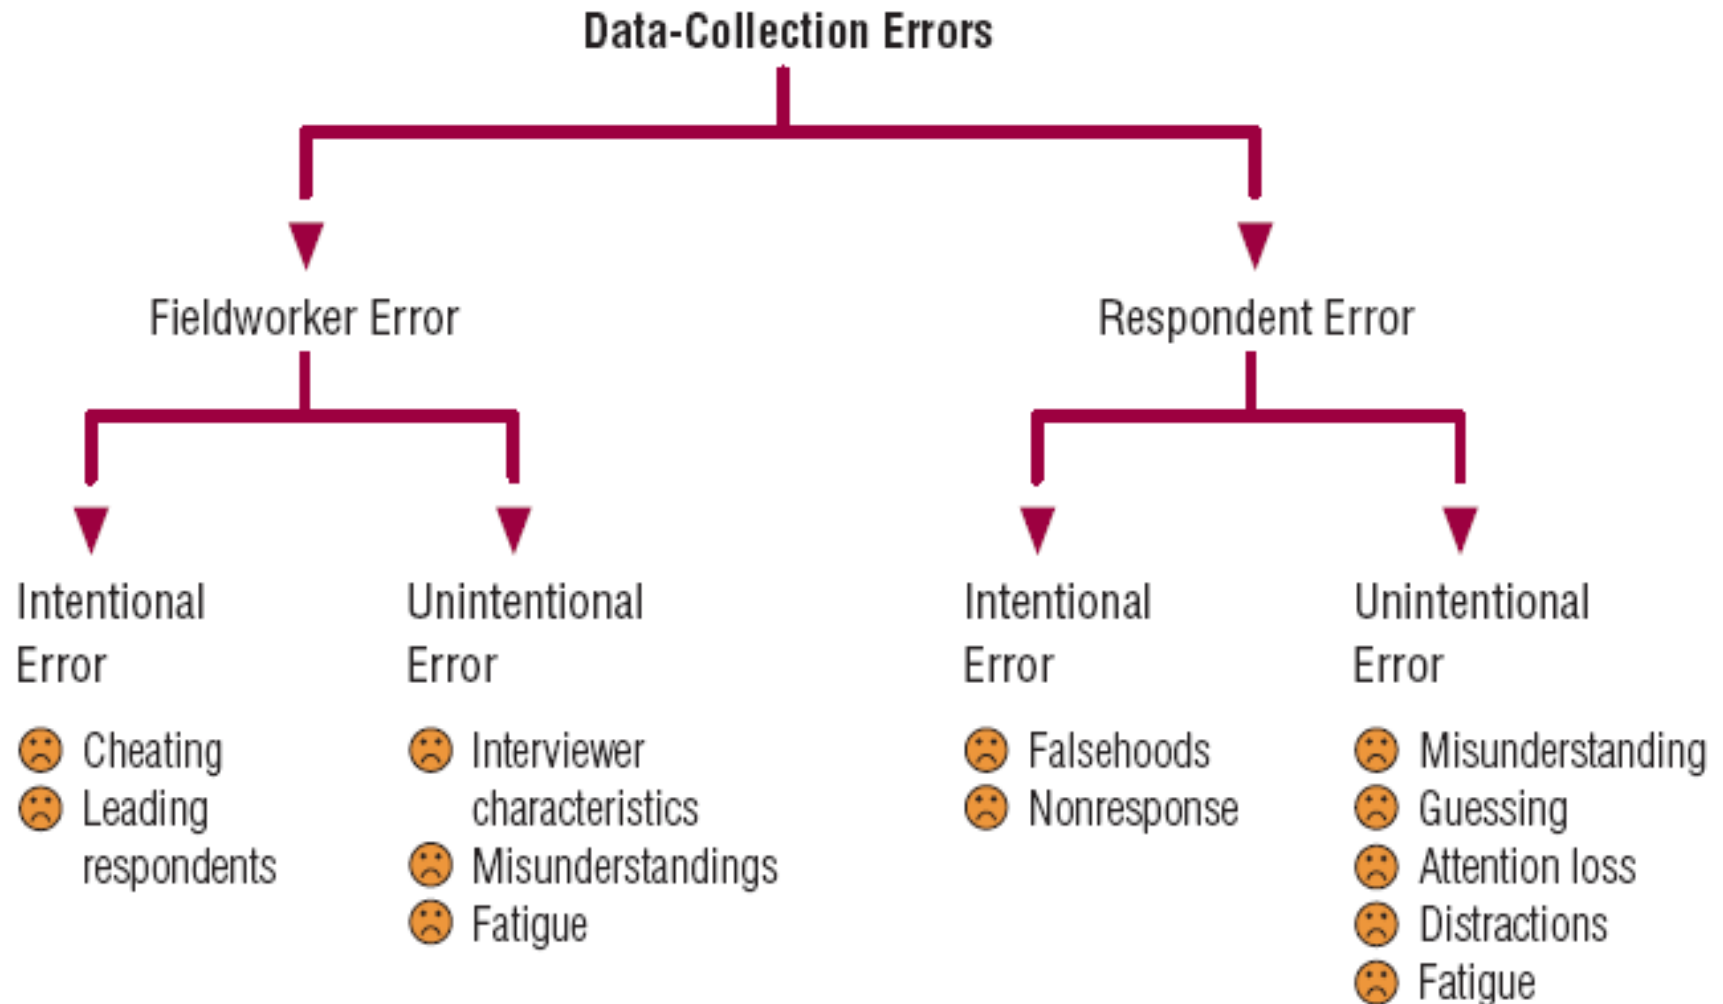 Data-Collection Errors
Fieldworker Error
Respondent Error
Intentional
Error
Cheating
Leading
respondents
Unintentional
Error
Interviewer
characteristics
Misunderstandings
Fatigue
Intentional
Error
Falsehoods
Nonresponse
Unintentional
Error
Misunderstanding
Guessing
Attention loss
Distractions
Fatigue